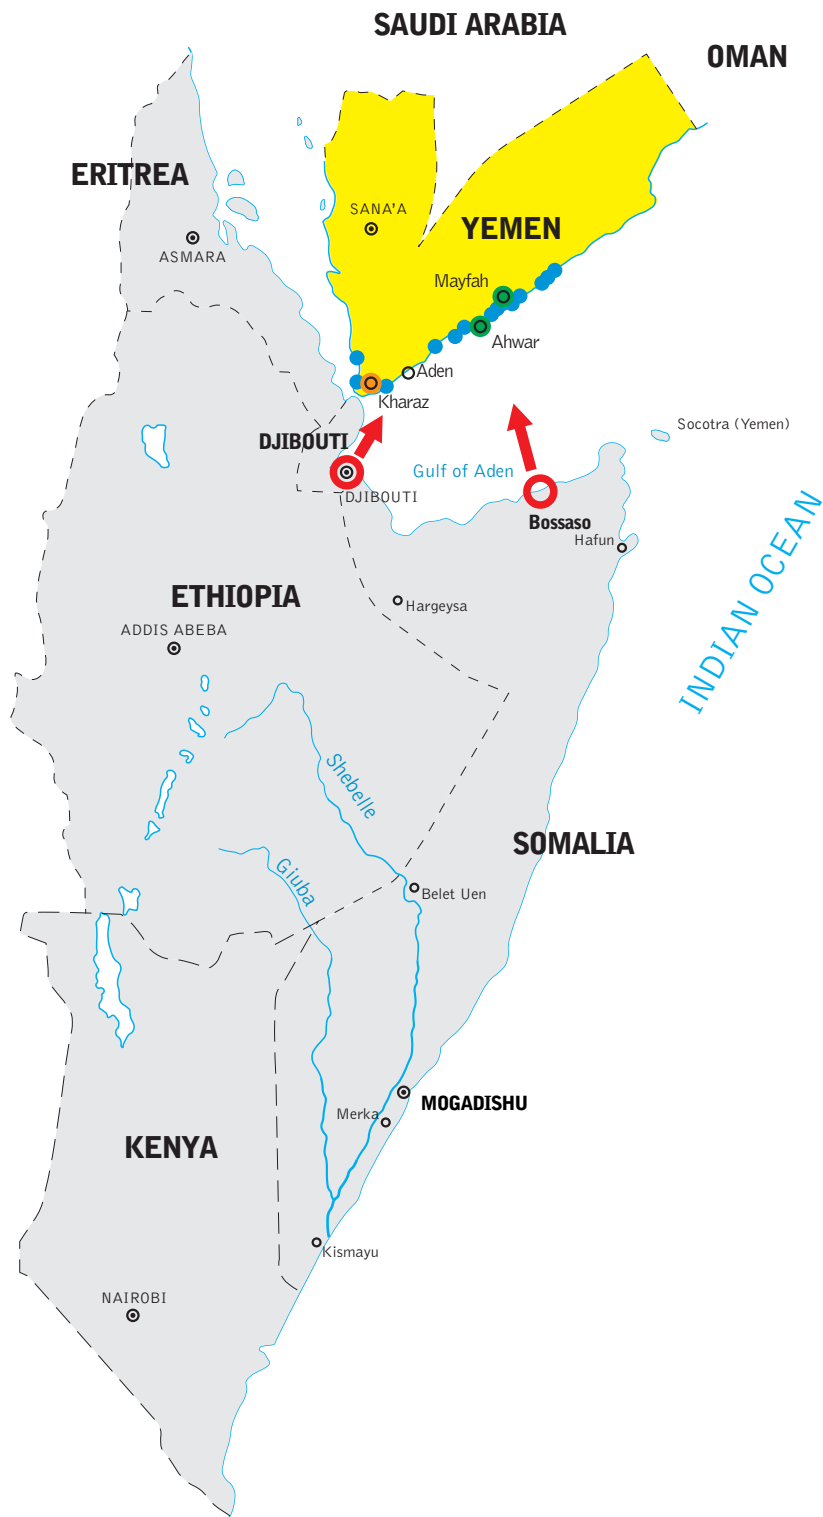 SAUDI ARABIA
OMAN
ERITREA
SANA'A
YEMEN
ASMARA
Mayfah
Ahwar
Aden
Kharaz
Socotra (Yemen)
DJIBOUTI
Gulf of Aden
DJIBOUTI
Bossaso
Hafun
INDIAN OCEAN
ETHIOPIA
Hargeysa
ADDIS ABEBA
Shebelle
SOMALIA
Giuba
Belet Uen
MOGADISHU
Merka
KENYA
Kismayu
NAIROBI